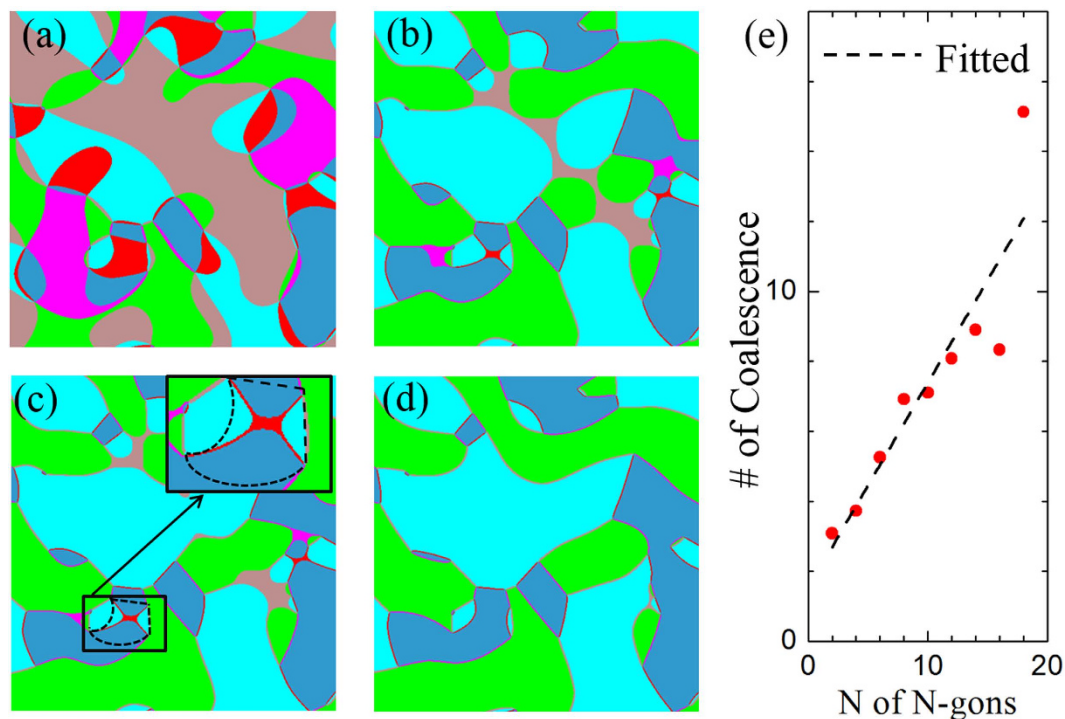 (a)
(b)
(c)
(d)
(e)
Fitted
# of Coalescence
10
0
0
10
20
N of N-gons